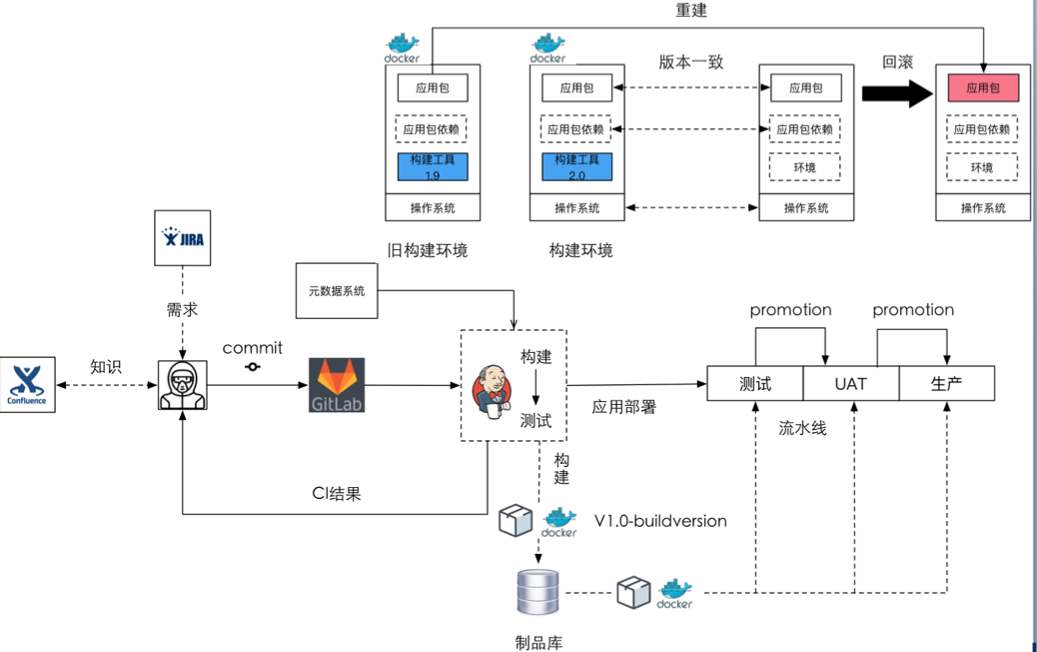 重建
docker
docker
版本一致
回滚
应用包
应用包
应用包
应用包
应用包依赖
应用包依赖
应用包依赖
应用包依赖
构建工具
1.9
构建工具
2.0
环境
环境
操作系统
操作系统
操作系统
操作系统
旧构建环境
构建环境
JIRA
需求
元数据系统
promotion
promotion
知识
commit
Confluence
GitLab
构建
测试
应用部署
测试
UAT
生产
流水线
构建
CI结果
docker
V1.0-buildversion
docker
制品库